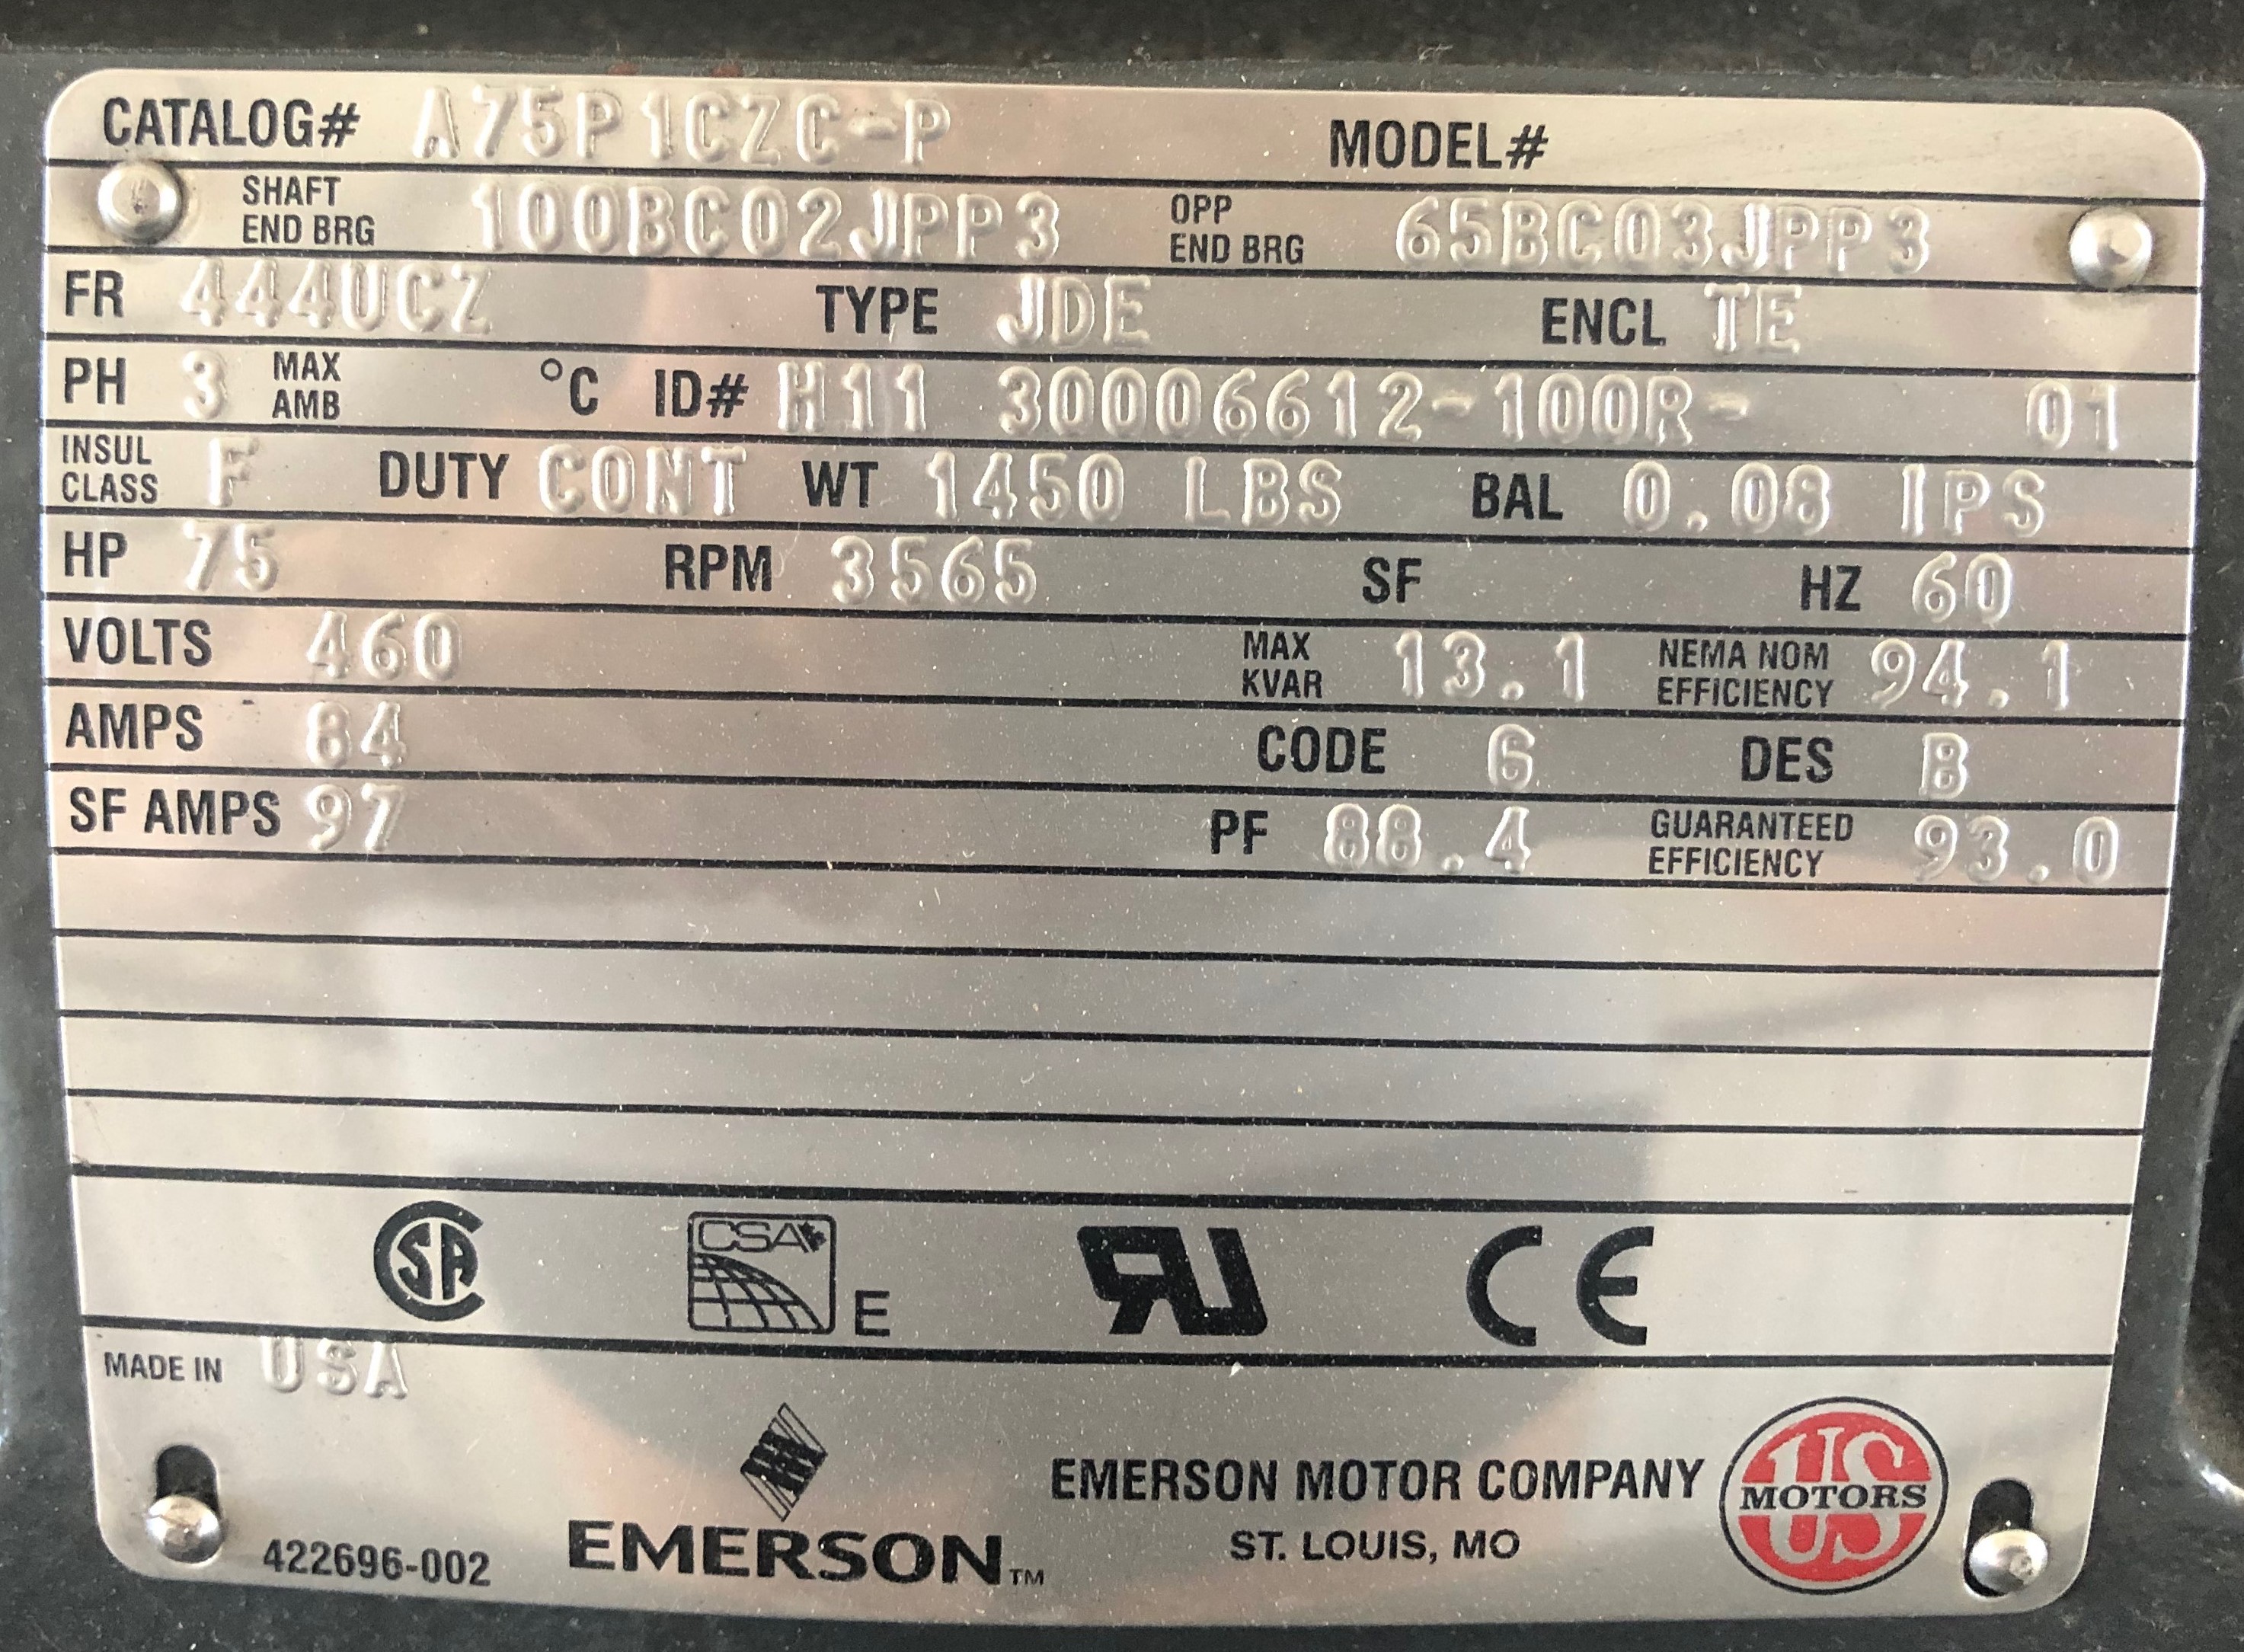 CATALOG# A75P1CZC-P MODEL#
SHAFT END BRG 100BC02JPP3 OPP END BRG 65BC03JPP3
FR 444UCZ TYPE JDE ENCL TE
PH 3 MAX AMB °C ID# H11 30006612-100R- 01
INSUL CLASS F DUTY CONT WT 1450 LBS BAL 0.08 IPS
HP 75 RPM 3565 SF HZ 60
VOLTS 460 MAX KVAR 13.1 NEMA NOM EFFICIENCY 94.1
AMPS 84 CODE G DES B
SF AMPS 97 PF 88.4 GUARANTEED EFFICIENCY 93.0
SA CSA E RU CE
MADE IN USA
EMERSON MOTOR COMPANY
ST. LOUIS, MO
US MOTORS
422696-002 EMERSON™